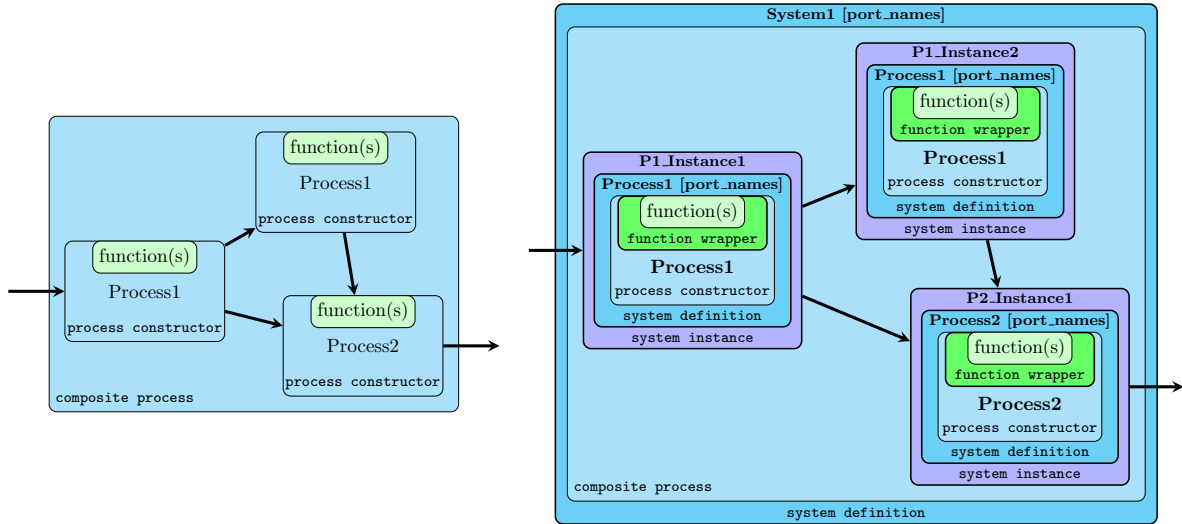 function(s)
Process1
process constructor
function(s)
Process1
process constructor
function(s)
Process2
process constructor
composite process
System1 [port_names]
P1_Instance2
Process1 [port_names]
function(s)
function wrapper
Process1
process constructor
system definition
system instance
P1_Instance1
Process1 [port_names]
function(s)
function wrapper
Process1
process constructor
system definition
system instance
P2_Instance1
Process2 [port_names]
function(s)
function wrapper
Process2
process constructor
system definition
system instance
composite process
system definition